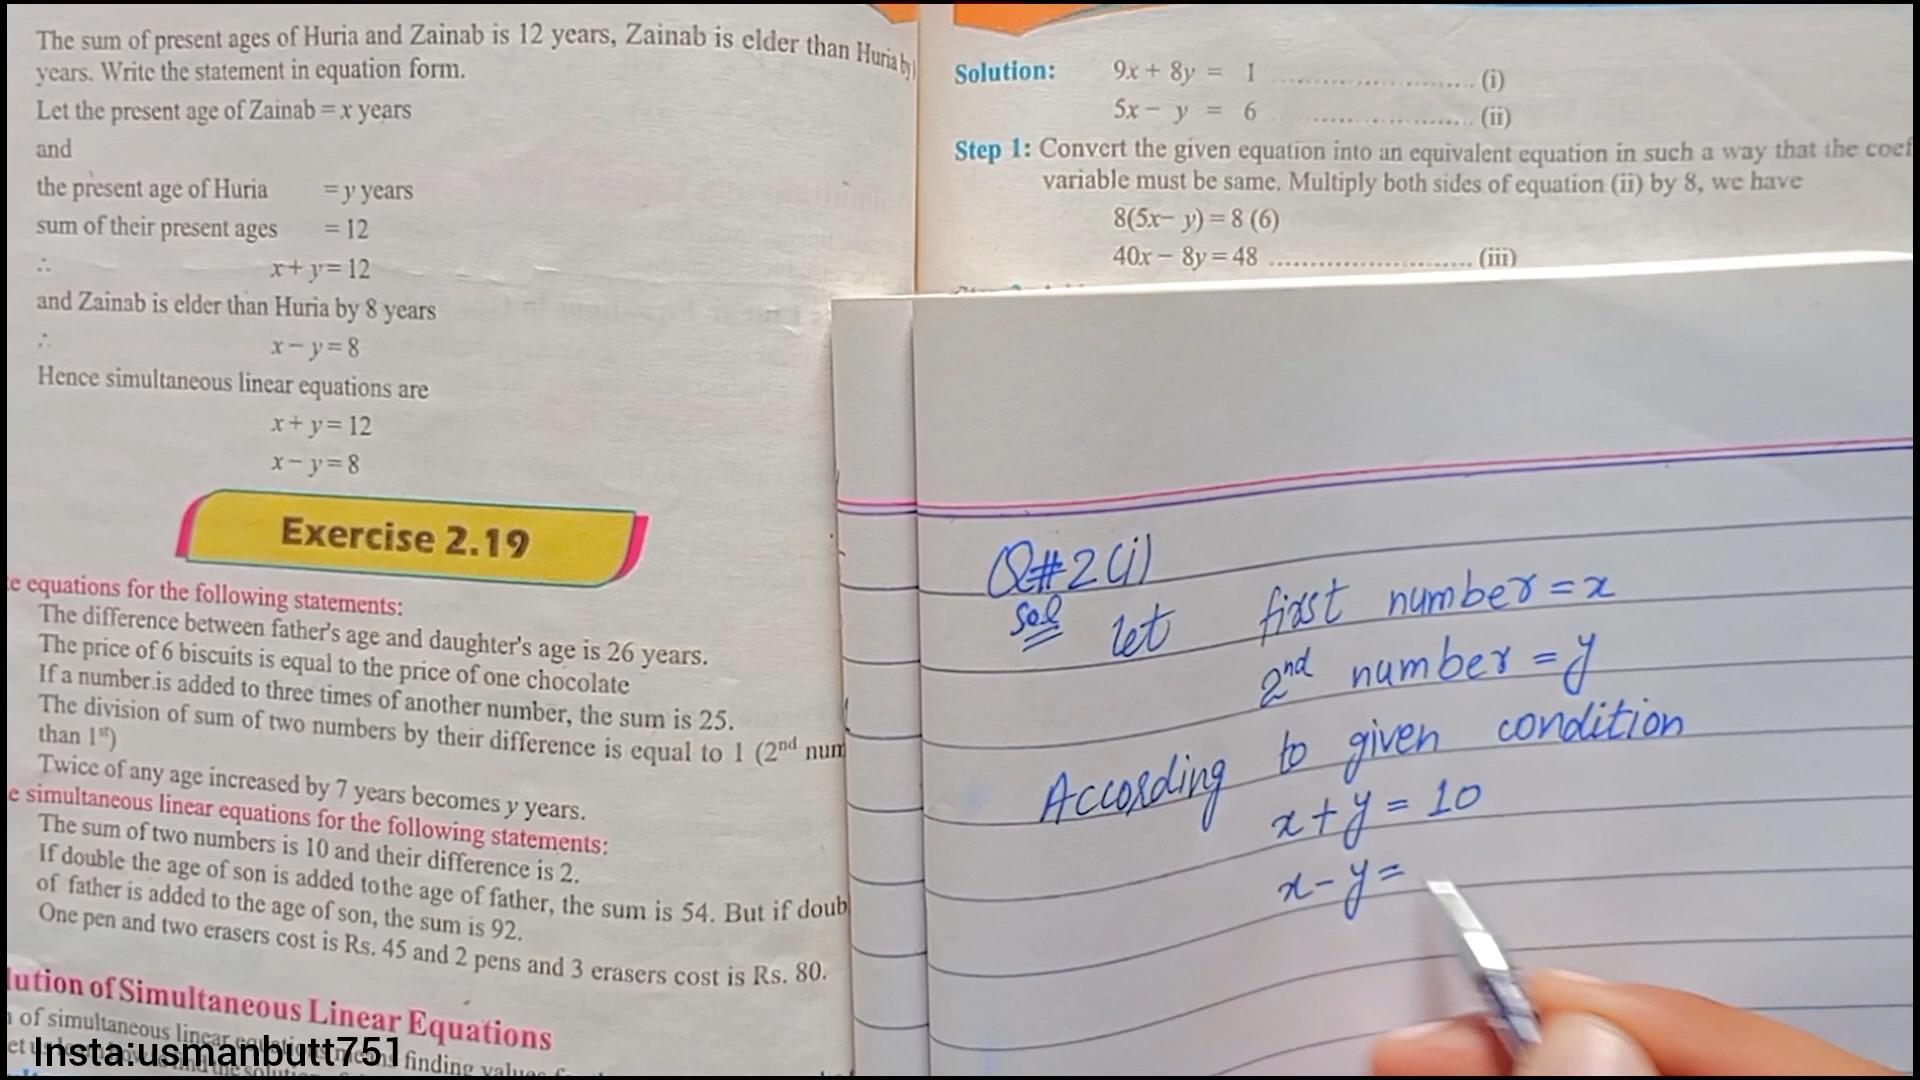 The sum of present ages of Huria and Zainab is 12 years, Zainab is elder than Huria by
years. Write the statement in equation form.
Let the present age of Zainab = x years
and
the present age of Huria = y years
sum of their present ages = 12
∴ x + y = 12
and Zainab is elder than Huria by 8 years
∴ x − y = 8
Hence simultaneous linear equations are
x + y = 12
x − y = 8
Exercise 2.19
e equations for the following statements:
The difference between father's age and daughter's age is 26 years.
The price of 6 biscuits is equal to the price of one chocolate
If a number is added to three times of another number, the sum is 25.
The division of sum of two numbers by their difference is equal to 1 (2nd num
than 1st)
Twice of any age increased by 7 years becomes y years.
e simultaneous linear equations for the following statements:
The sum of two numbers is 10 and their difference is 2.
If double the age of son is added to the age of father, the sum is 54. But if doub
of father is added to the age of son, the sum is 92.
One pen and two erasers cost is Rs. 45 and 2 pens and 3 erasers cost is Rs. 80.
lution of Simultaneous Linear Equations
of simultaneous linear equations means finding values
Insta:usmanbutt751
Solution: 9x + 8y = 1 ........................ (i)
5x − y = 6 ........................ (ii)
Step 1: Convert the given equation into an equivalent equation in such a way that the coef
variable must be same. Multiply both sides of equation (ii) by 8, we have
8(5x− y) = 8 (6)
40x − 8y = 48 ........................ (iii)
Q#2(i)
Sol let first number = x
2nd number = y
According to given condition
x + y = 10
x - y =